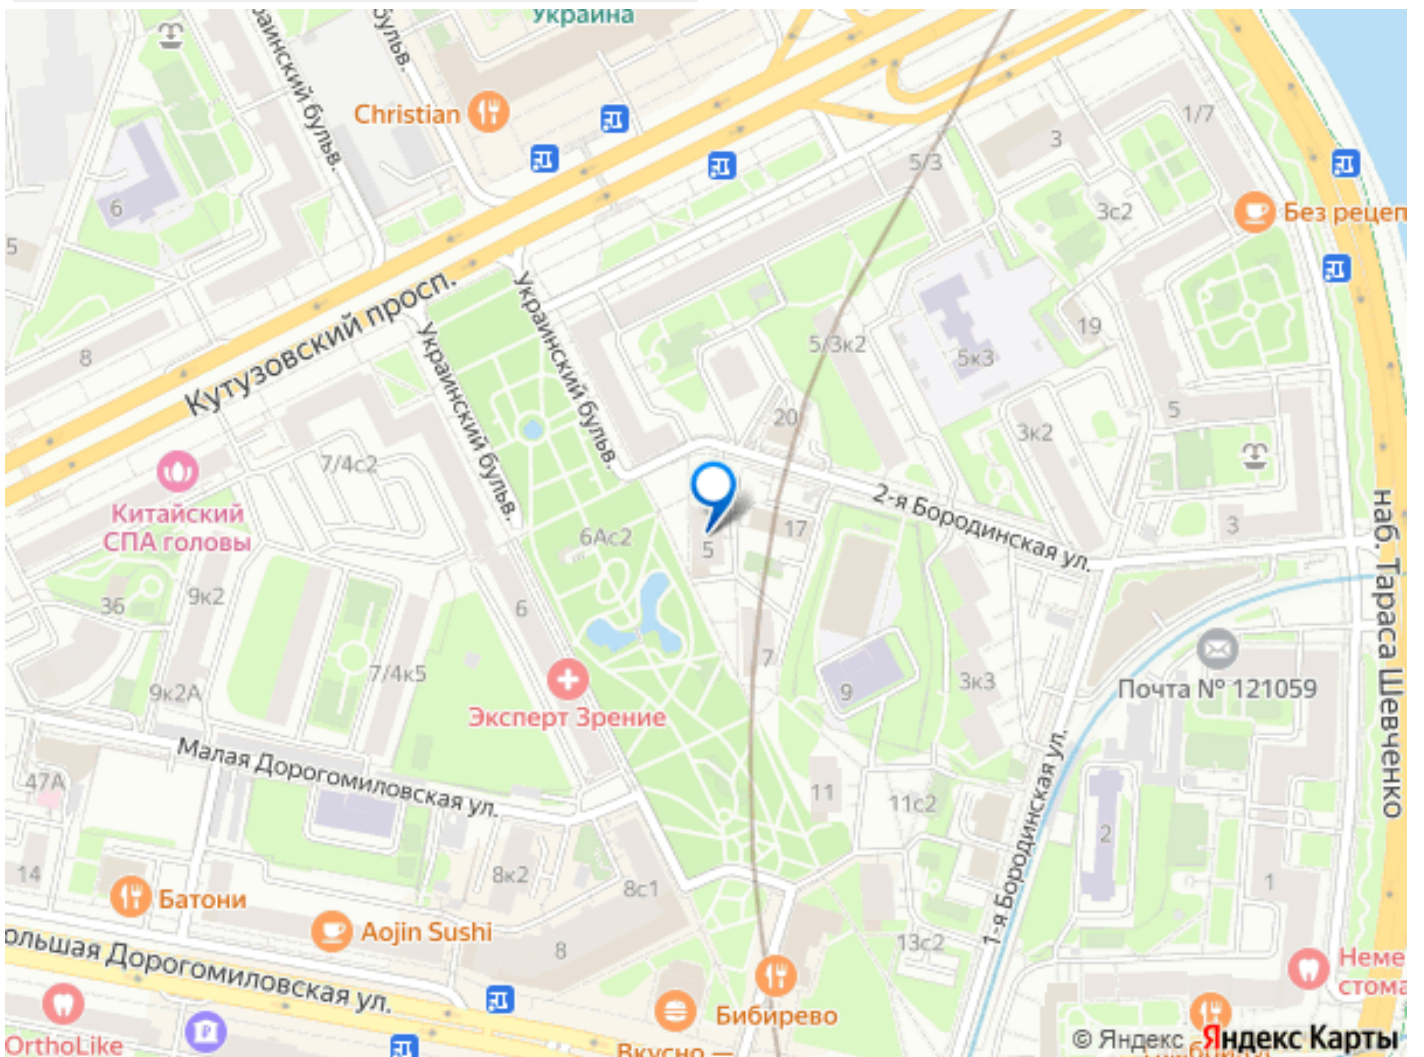 Украина
Украинский бульв.
бульв.
Christian
1/7
3
5/3
6
3с2
Без рецеп
5
Украинский бульв.
Кутузовский просп.
Украинский бульв.
19
5/3к2
5к3
8
20
5
3к2
7/4с2
Китайский
СПА головы
2-я Бородинская ул.
наб. Тараса Шевченко
17
3
6Ас2
5
36
9к2
6
7
7/4к5
9к2А
9
3к3
Почта № 121059
Эксперт Зрение
Малая Дорогомиловская ул.
47А
11
11с2
1-я Бородинская ул.
2
14
8к2
8с1
1
Батони
Aojin Sushi
8
13с2
ольшая Дорогомиловская ул.
Неме
стома
Бибирево
OrthoLike
Вкусно —
© Яндекс
Яндекс Карты